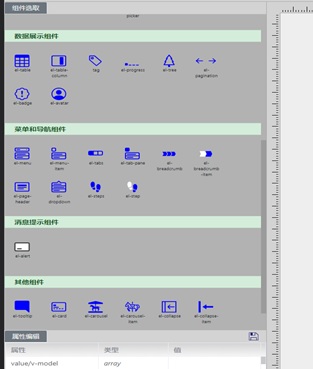 组件选取
picker
数据展示组件
el-table el-table-column tag el-progress el-tree el-pagination
el-badge el-avatar
菜单和导航组件
el-menu el-menu-item el-tabs el-tab-pane el-breadcrumb el-breadcrumb-item
el-page-header el-dropdown el-steps el-step
消息提示组件
el-alert
其他组件
el-tooltip el-card el-carousel el-carousel-item el-collapse el-collapse-item
属性编辑
属性 类型 值
value/v-model array